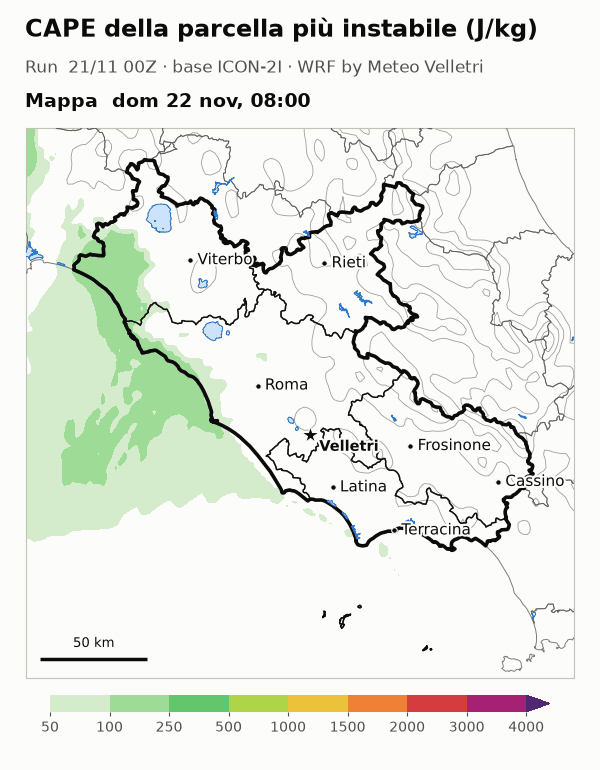 CAPE della parcella più instabile (J/kg)
Run  21/11 00Z · base ICON-2I · WRF by Meteo Velletri
Mappa  dom 22 nov, 08:00
Viterbo
Rieti
Roma
Velletri
Frosinone
Cassino
Latina
Terracina
50 km
50 100 250 500 1000 1500 2000 3000 4000